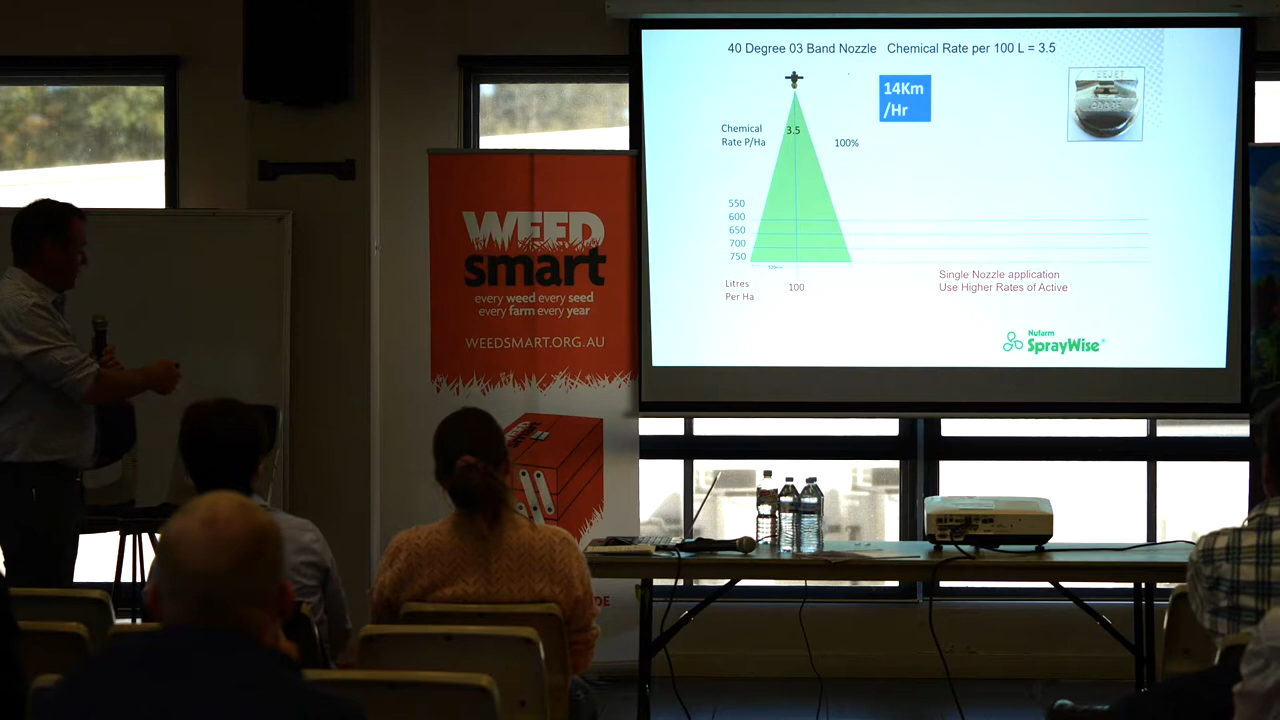 40 Degree 03 Band Nozzle Chemical Rate per 100 L = 3.5
14Km
/Hr
TEEJET
Chemical
Rate P/Ha
3.5
100%
550
600
650
700
750
Litres
Per Ha
100
Single Nozzle application
Use Higher Rates of Active
Nufarm
SprayWise
WEED
smart
every weed every seed
every farm every year
WEEDSMART.ORG.AU
DE